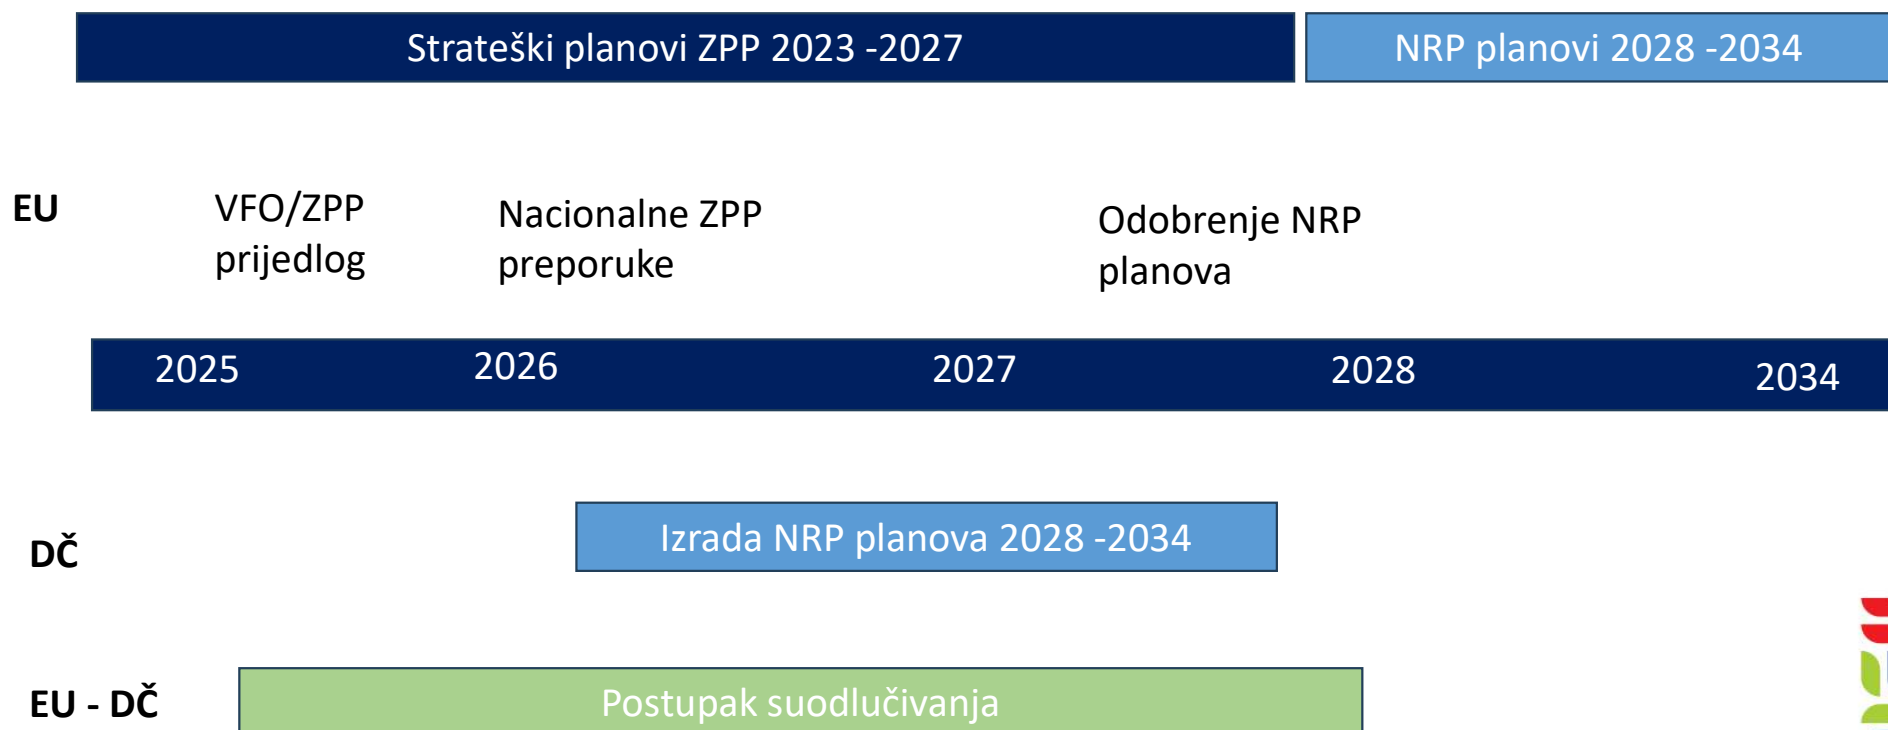 Strateški planovi ZPP 2023 -2027
NRP planovi 2028 -2034
EU
VFO/ZPP
prijedlog
Nacionalne ZPP
preporuke
Odobrenje NRP
planova
2025
2026
2027
2028
2034
DČ
Izrada NRP planova 2028 -2034
EU - DČ
Postupak suodlučivanja